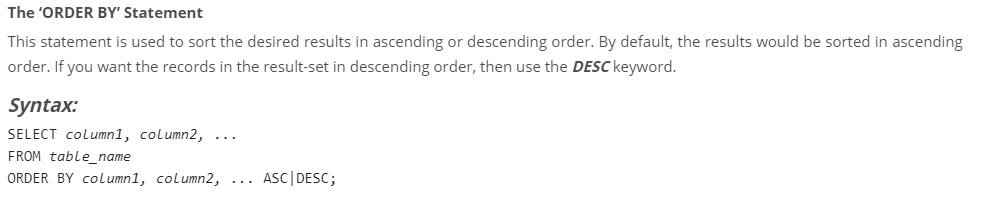 The ‘ORDER BY’ Statement
This statement is used to sort the desired results in ascending or descending order. By default, the results would be sorted in ascending
order. If you want the records in the result-set in descending order, then use the DESC keyword.
Syntax:
SELECT column1, column2, ...
FROM table_name
ORDER BY column1, column2, ... ASC|DESC;